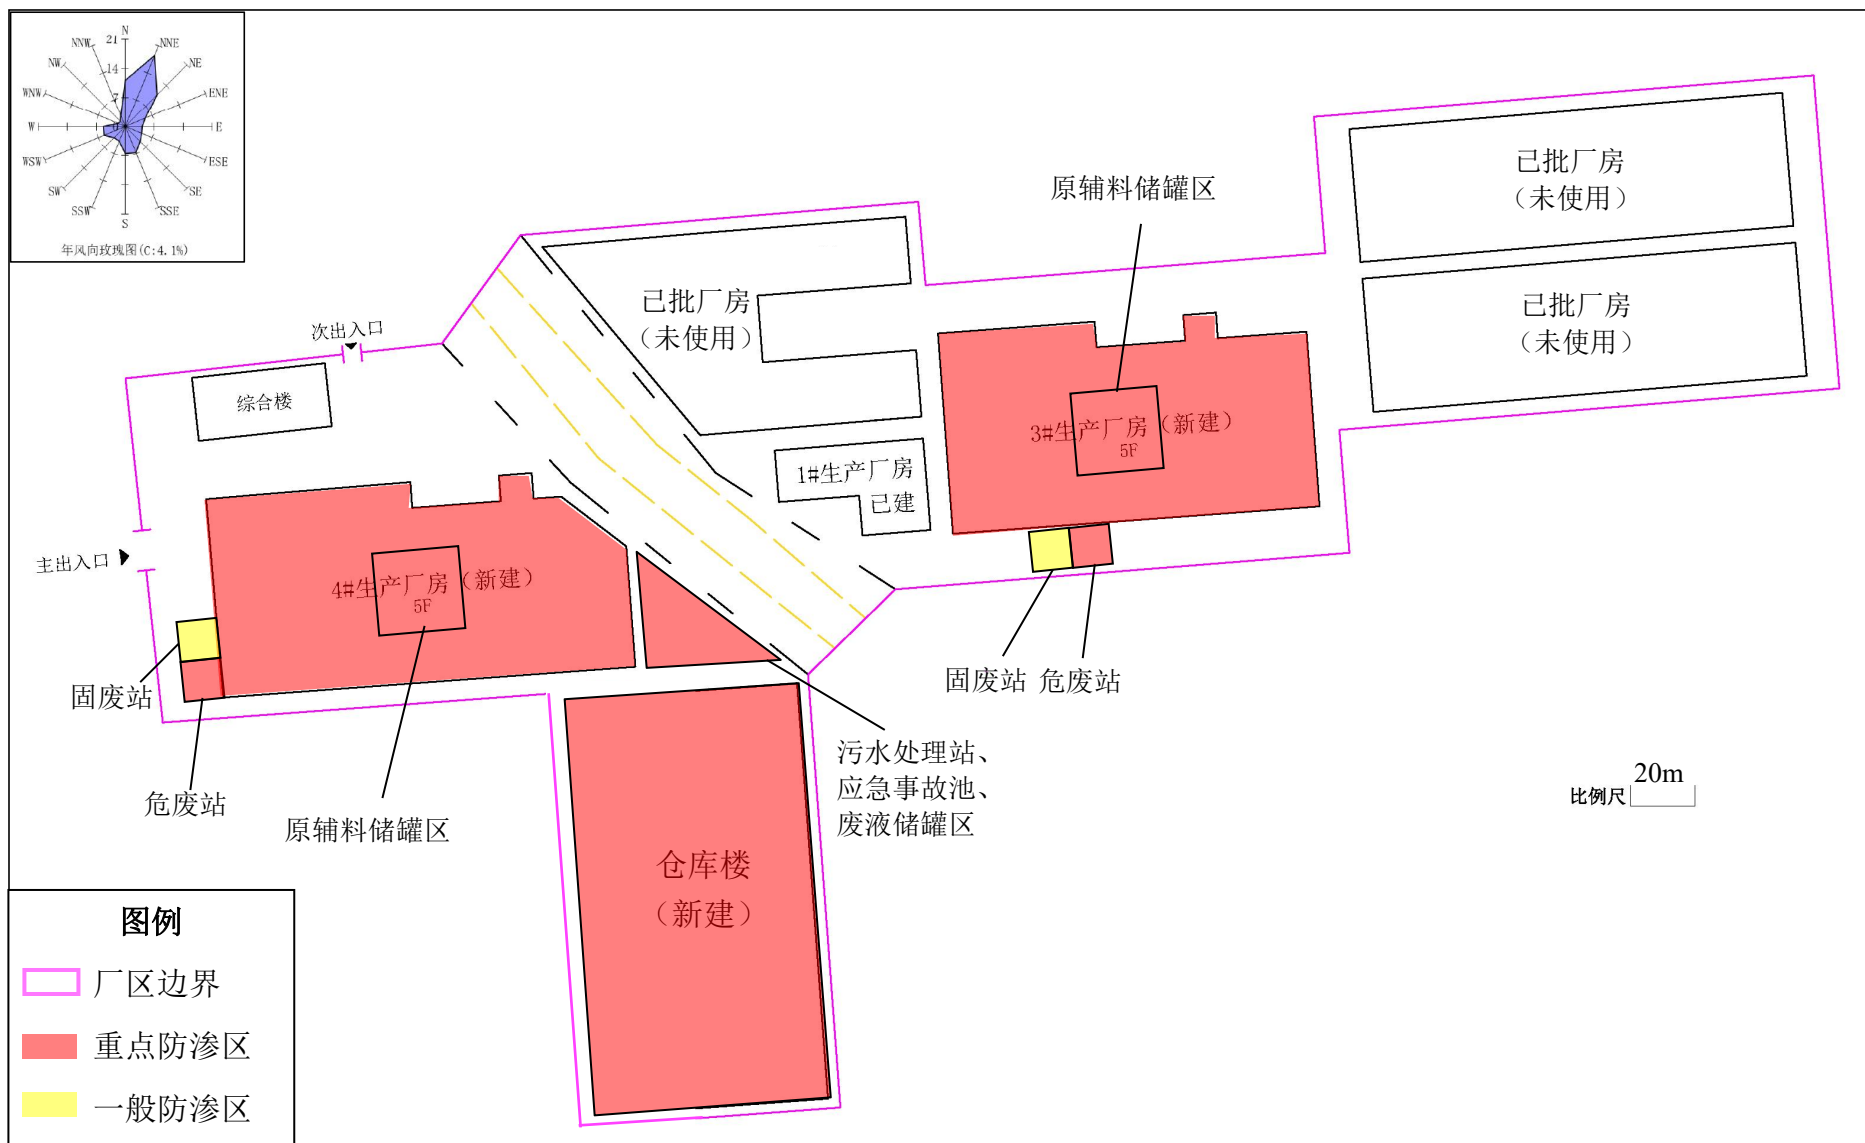 N
21
NNW
NNE
14
NW
NE
7
WNW
ENE
W
0
E
WSW
ESE
SW
SE
SSW
SSE
S
年风向玫瑰图(C:4.1%)
已批厂房
（未使用）
原辅料储罐区
已批厂房
（未使用）
已批厂房
（未使用）
次出入口
综合楼
3#生产厂房（新建）
5F
1#生产厂房
已建
主出入口
4#生产厂房（新建）
5F
固废站
危废站
原辅料储罐区
固废站
危废站
污水处理站、
应急事故池、
废液储罐区
20m
比例尺
仓库楼
（新建）
图例
厂区边界
重点防渗区
一般防渗区